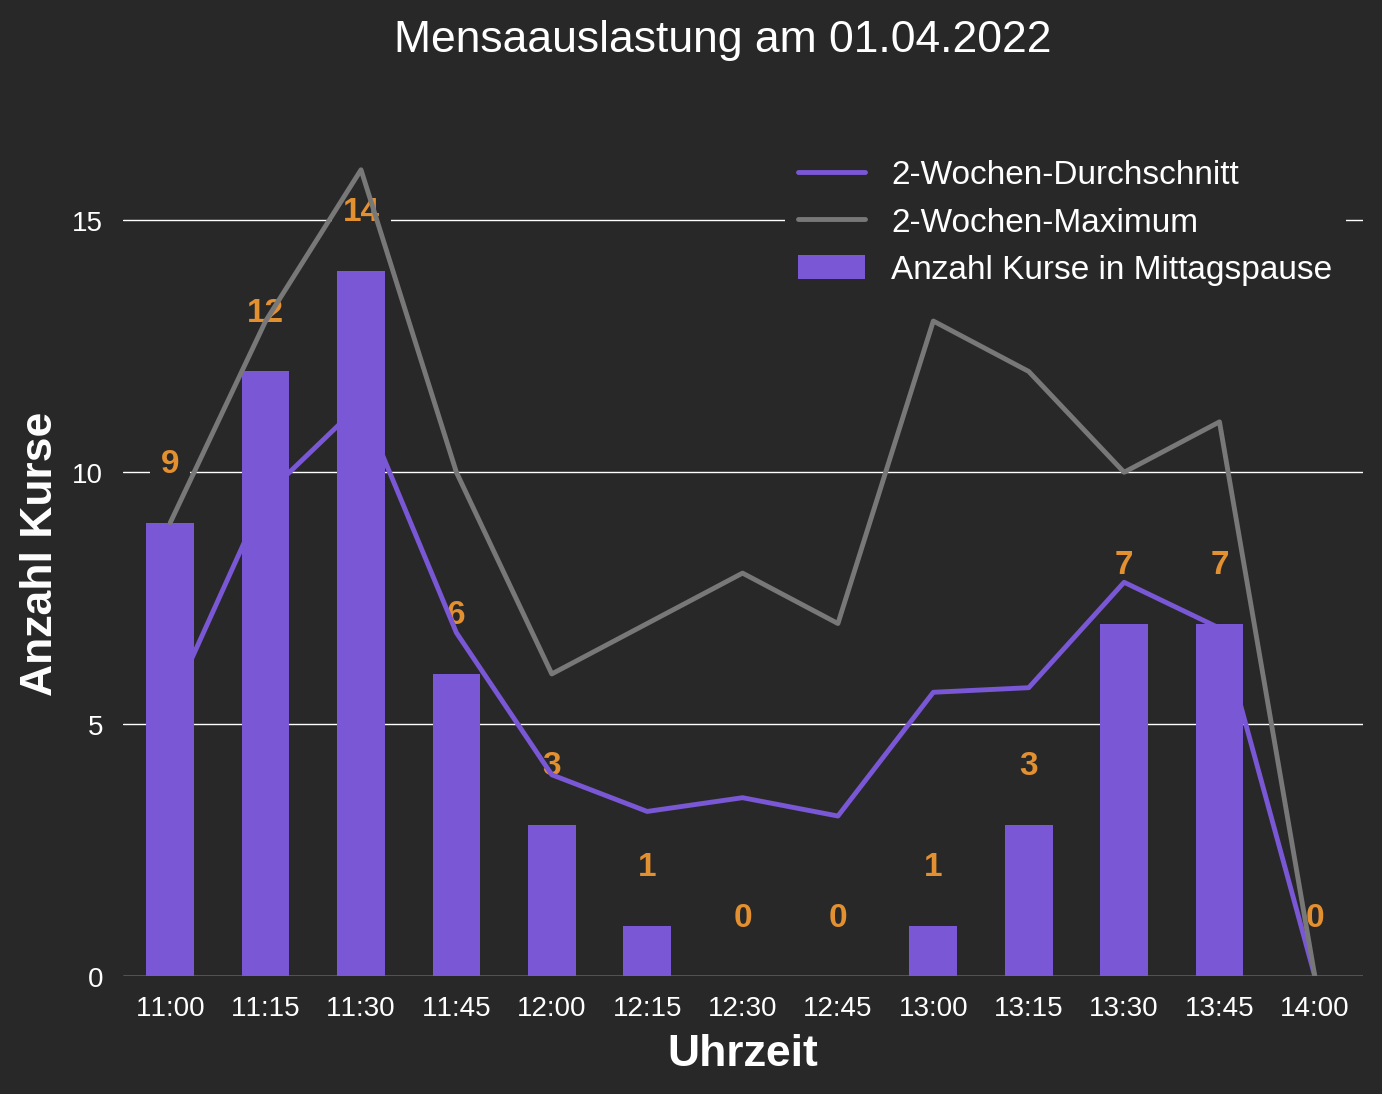 Mensaauslastung am 01.04.2022
2-Wochen-Durchschnitt
2-Wochen-Maximum
Anzahl Kurse in Mittagspause
Anzahl Kurse
15
10
5
0
9
12
14
6
3
1
0
0
1
3
7
7
0
11:00 11:15 11:30 11:45 12:00 12:15 12:30 12:45 13:00 13:15 13:30 13:45 14:00
Uhrzeit